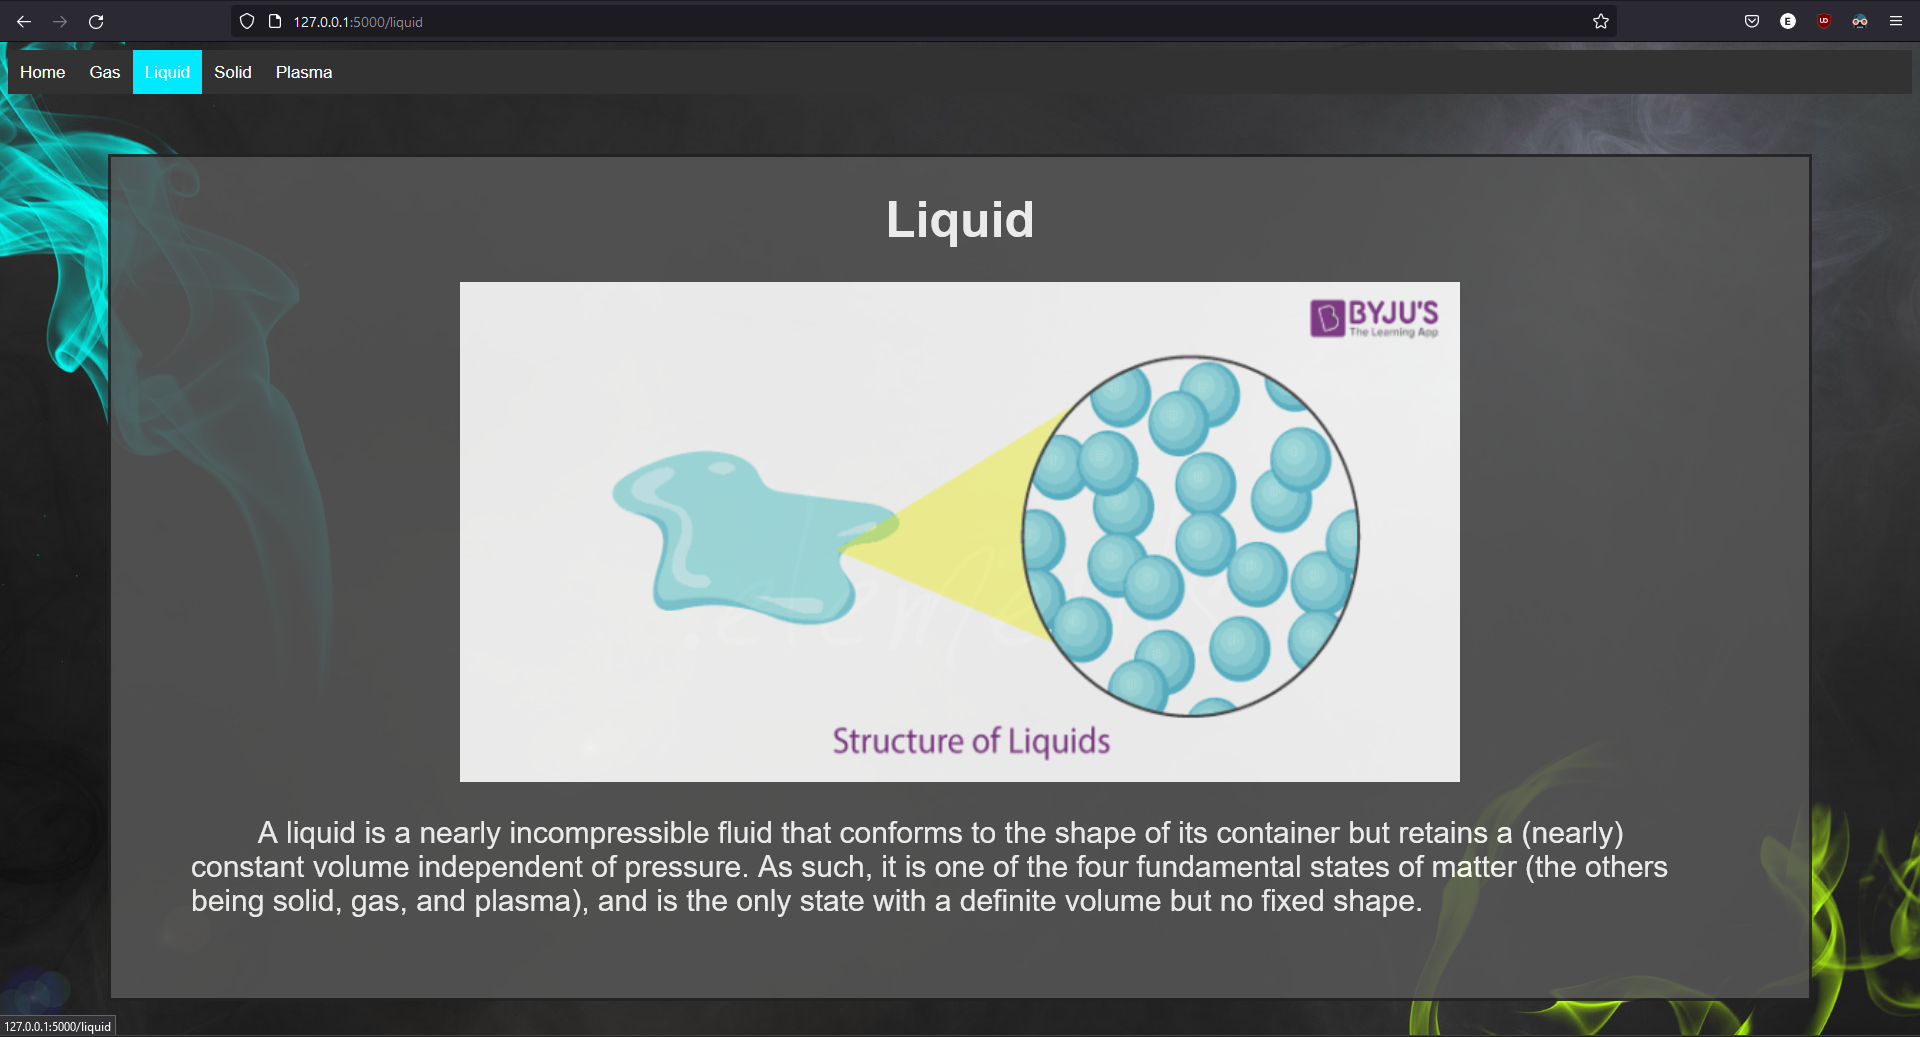 127.0.0.1:5000/liquid
Home Gas Liquid Solid Plasma
Liquid
BYJU'S
The Learning App
Structure of Liquids
A liquid is a nearly incompressible fluid that conforms to the shape of its container but retains a (nearly)
constant volume independent of pressure. As such, it is one of the four fundamental states of matter (the others
being solid, gas, and plasma), and is the only state with a definite volume but no fixed shape.
127.0.0.1:5000/liquid